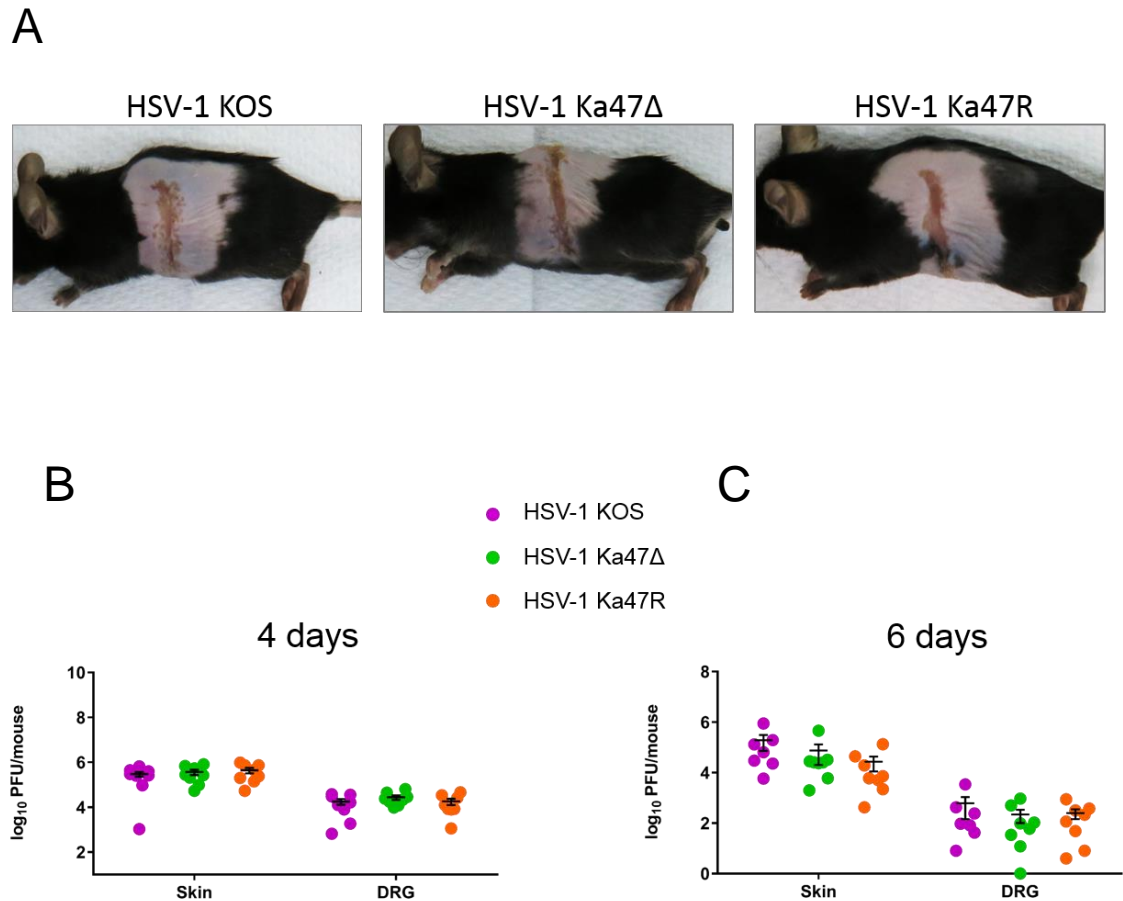 A
HSV-1 KOS
HSV-1 Ka47Δ
HSV-1 Ka47R
B
C
HSV-1 KOS
HSV-1 Ka47Δ
HSV-1 Ka47R
4 days
6 days
log₁₀ PFU/mouse
10
8
6
4
2
Skin
DRG
log₁₀ PFU/mouse
8
6
4
2
0
Skin
DRG